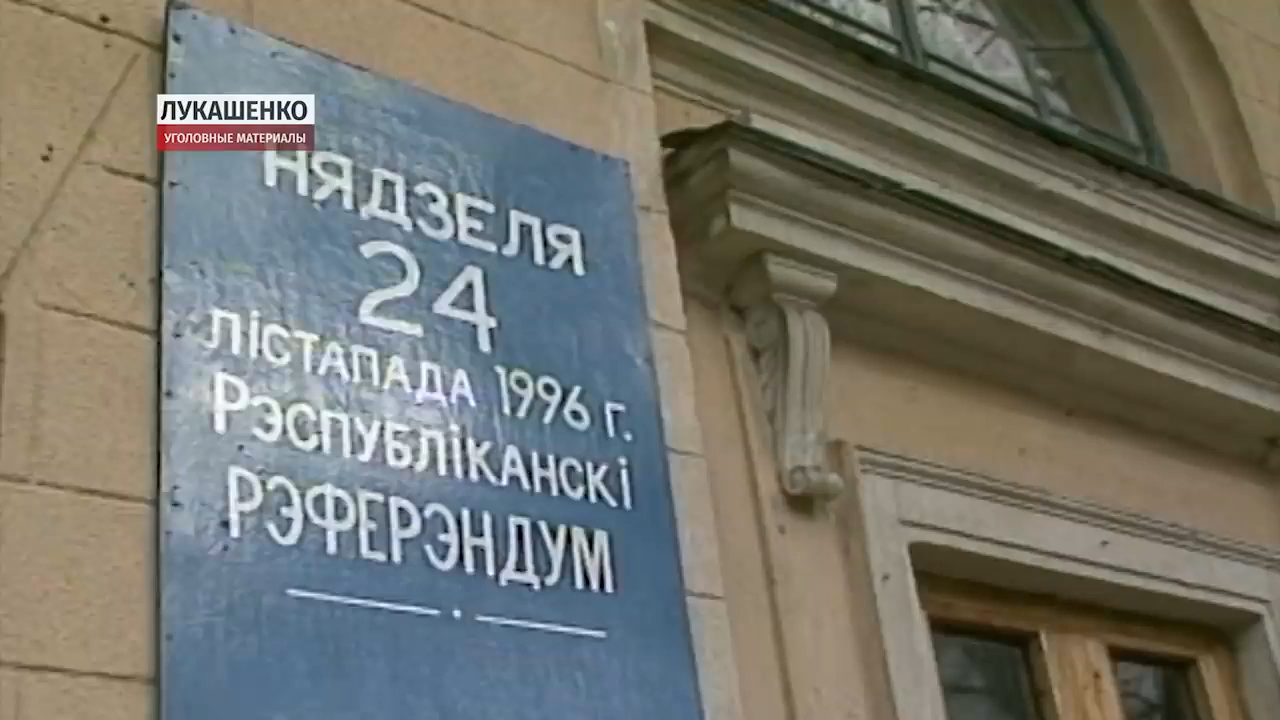 ЛУКАШЕНКО
УГОЛОВНЫЕ МАТЕРИАЛЫ
НЯДЗЕЛЯ
24
ЛІСТАПАДА 1996 Г.
РЭСПУБЛІКАНСКІ
РЭФЕРЭНДУМ